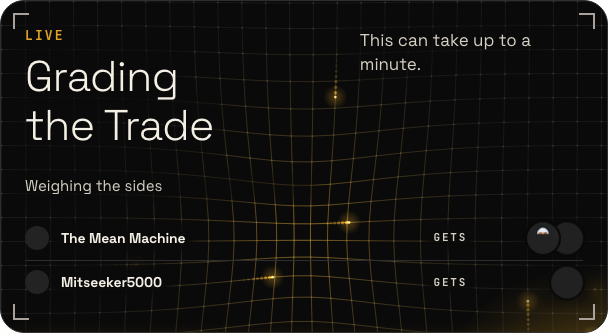 LIVE
Grading
the Trade
This can take up to a
minute.
Weighing the sides
The Mean Machine
GETS
Mitseeker5000
GETS